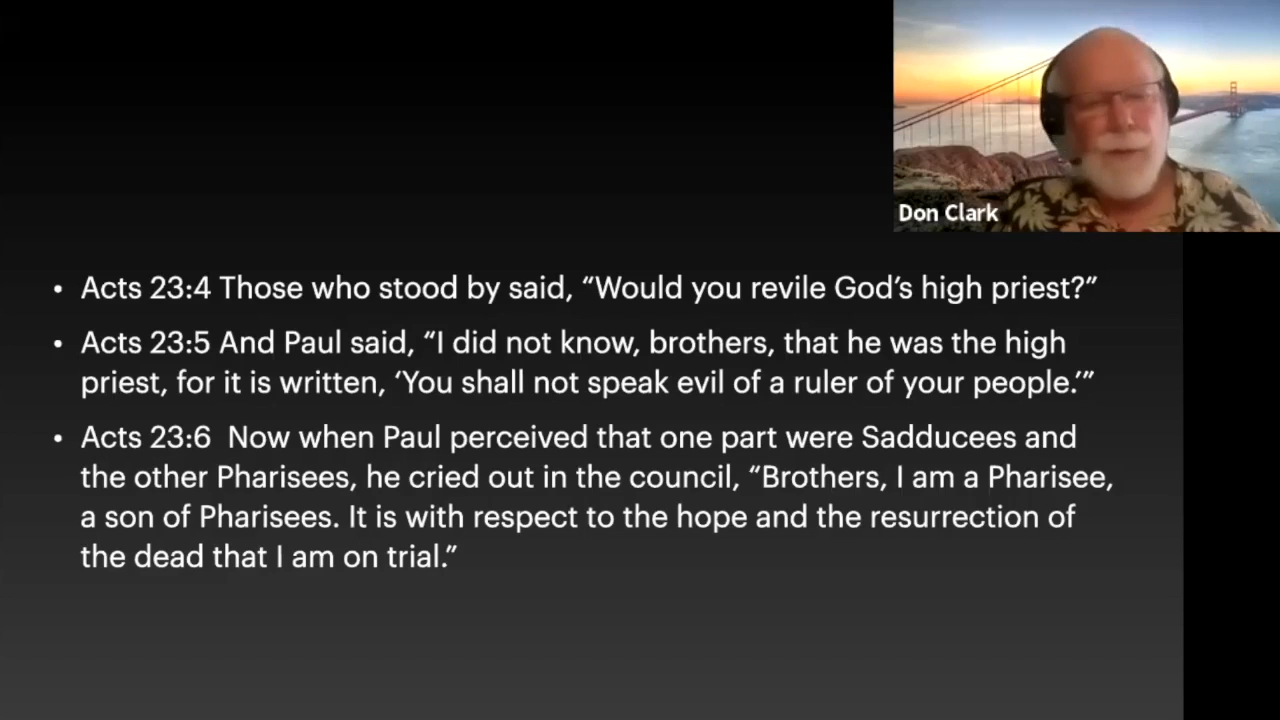 Don Clark
• Acts 23:4 Those who stood by said, “Would you revile God’s high priest?”
• Acts 23:5 And Paul said, “I did not know, brothers, that he was the high
priest, for it is written, ‘You shall not speak evil of a ruler of your people.’”
• Acts 23:6  Now when Paul perceived that one part were Sadducees and
the other Pharisees, he cried out in the council, “Brothers, I am a Pharisee,
a son of Pharisees. It is with respect to the hope and the resurrection of
the dead that I am on trial.”